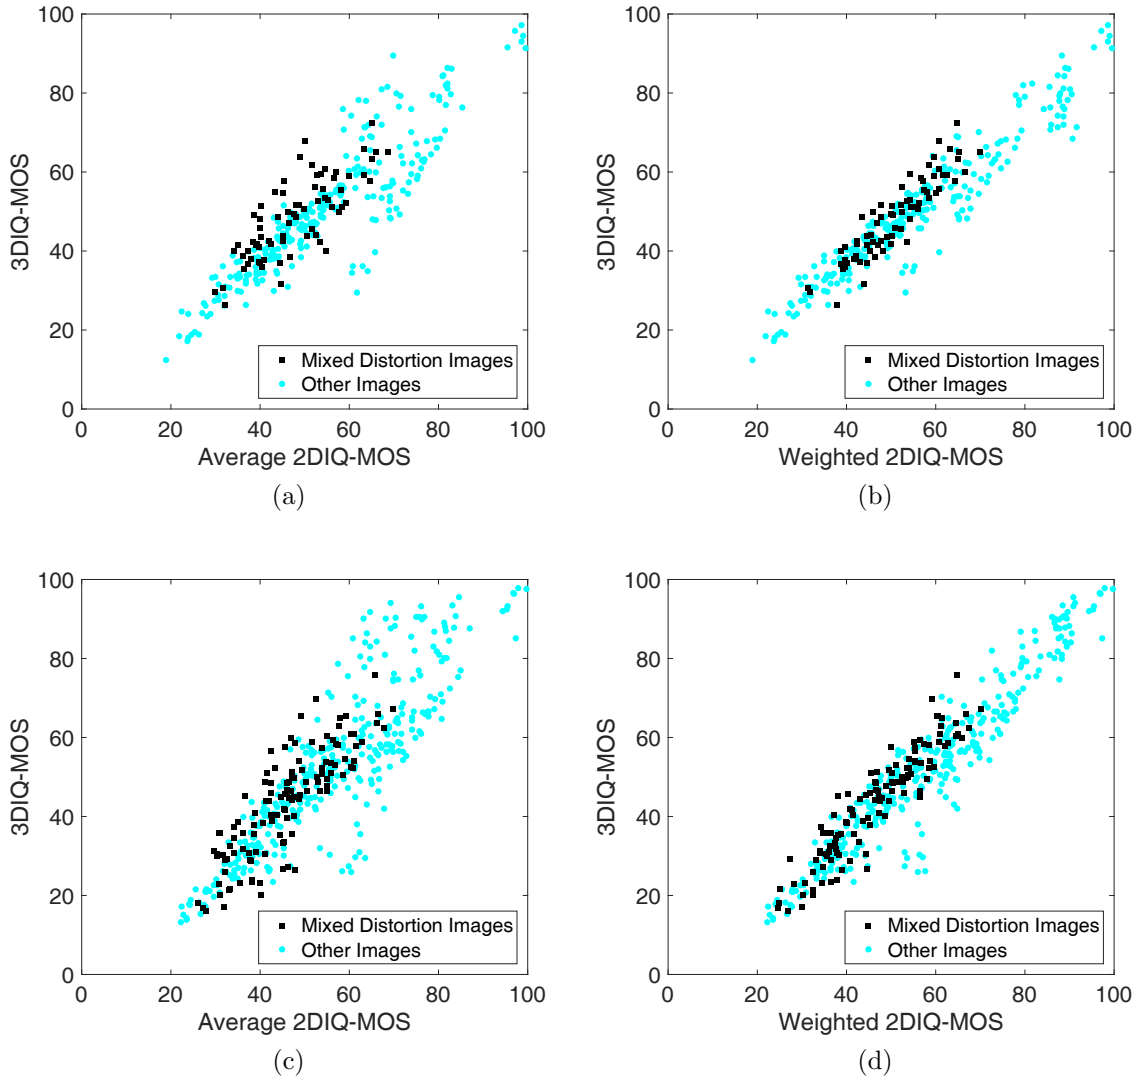 100
80
60
40
20
0
3DIQ-MOS
Mixed Distortion Images
Other Images
0 20 40 60 80 100
Average 2DIQ-MOS
(a)
100
80
60
40
20
0
3DIQ-MOS
Mixed Distortion Images
Other Images
0 20 40 60 80 100
Weighted 2DIQ-MOS
(b)
100
80
60
40
20
0
3DIQ-MOS
Mixed Distortion Images
Other Images
0 20 40 60 80 100
Average 2DIQ-MOS
(c)
100
80
60
40
20
0
3DIQ-MOS
Mixed Distortion Images
Other Images
0 20 40 60 80 100
Weighted 2DIQ-MOS
(d)